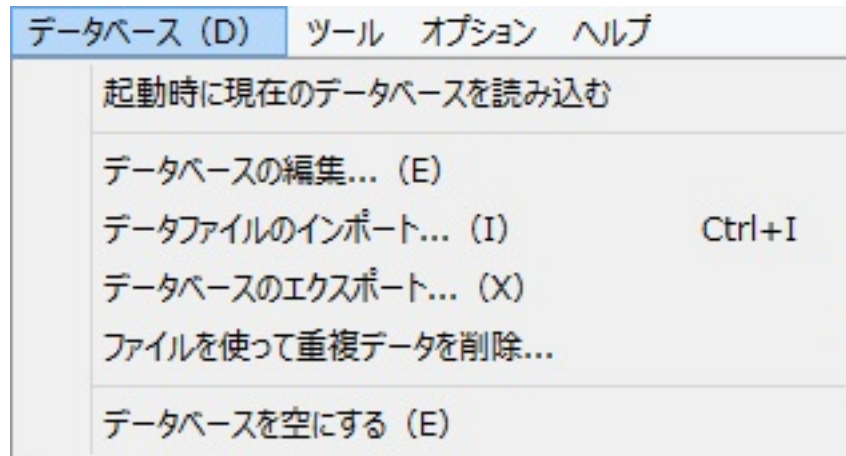 データベース（D） ツール オプション ヘルプ
起動時に現在のデータベースを読み込む
データベースの編集...（E）
データファイルのインポート...（I） Ctrl+I
データベースのエクスポート...（X）
ファイルを使って重複データを削除...
データベースを空にする（E）